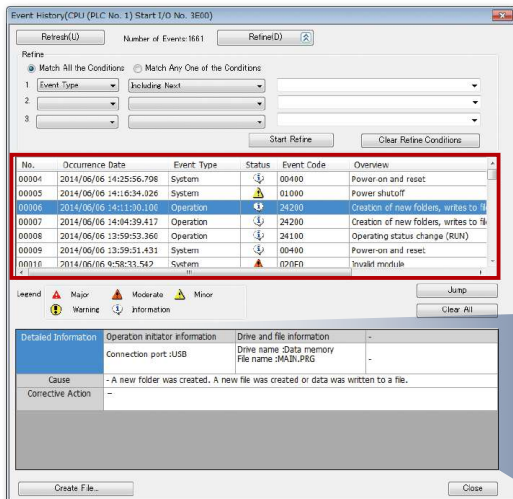 Event History(CPU (PLC No. 1) Start I/O No. 3E00)
Refresh(U) Number of Events:1661 Refine(D)
Refine
Match All the Conditions Match Any One of the Conditions
1 Event Type Including Next
2.
3.
Start Refine Clear Refine Conditions
No. Occurrence Date Event Type Status Event Code Overview
00004 2014/06/06 14:25:56.798 System 00400 Power-on and reset
00005 2014/06/06 14:16:34.026 System 01000 Power shutoff
00006 2014/06/06 14:11:00.100 Operation 24200 Creation of new folders, writes to fil
00007 2014/06/06 14:04:39.417 Operation 24200 Creation of new folders, writes to fil
00008 2014/06/06 13:59:53.360 Operation 24100 Operating status change (RUN)
00009 2014/06/06 13:59:51.431 System 00400 Power-on and reset
00010 2014/06/06 9:58:33.542 System 020F0 Invalid module
Legend Major Moderate Minor Jump
Warning Information Clear All
Detailed Information Operation initiator information Drive and file information -
Connection port :USB Drive name :Data memory
File name :MAIN.PRG -
Cause - A new folder was created. A new file was created or data was written to a file.
Corrective Action –
Create File... Close